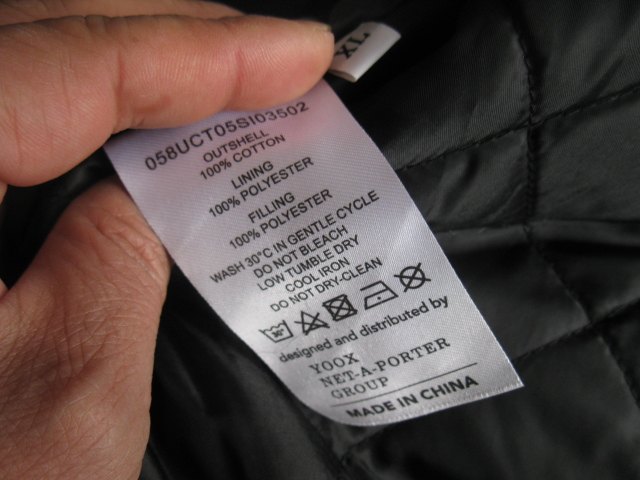 XL
058UCT05SI03502
OUTSHELL
100% COTTON
LINING
100% POLYESTER
FILLING
100% POLYESTER
WASH 30°C IN GENTLE CYCLE
DO NOT BLEACH
LOW TUMBLE DRY
COOL IRON
DO NOT DRY-CLEAN
designed and distributed by
YOOX
NET-A-PORTER
GROUP
MADE IN CHINA